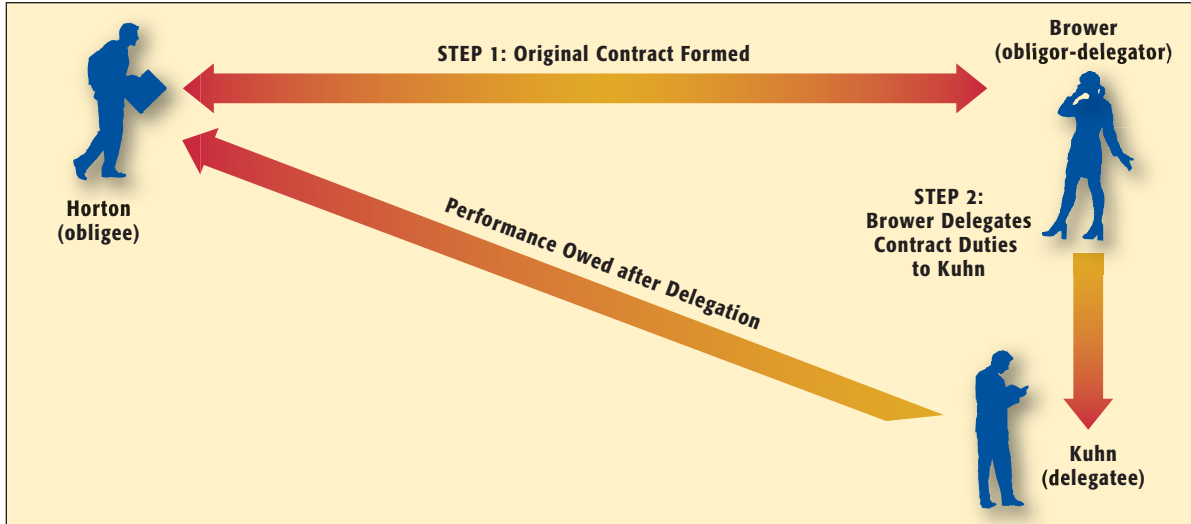 STEP 1: Original Contract Formed
Brower
(obligor-delegator)
Horton
(obligee)
STEP 2:
Brower Delegates
Contract Duties
to Kuhn
Performance Owed after Delegation
Kuhn
(delegatee)